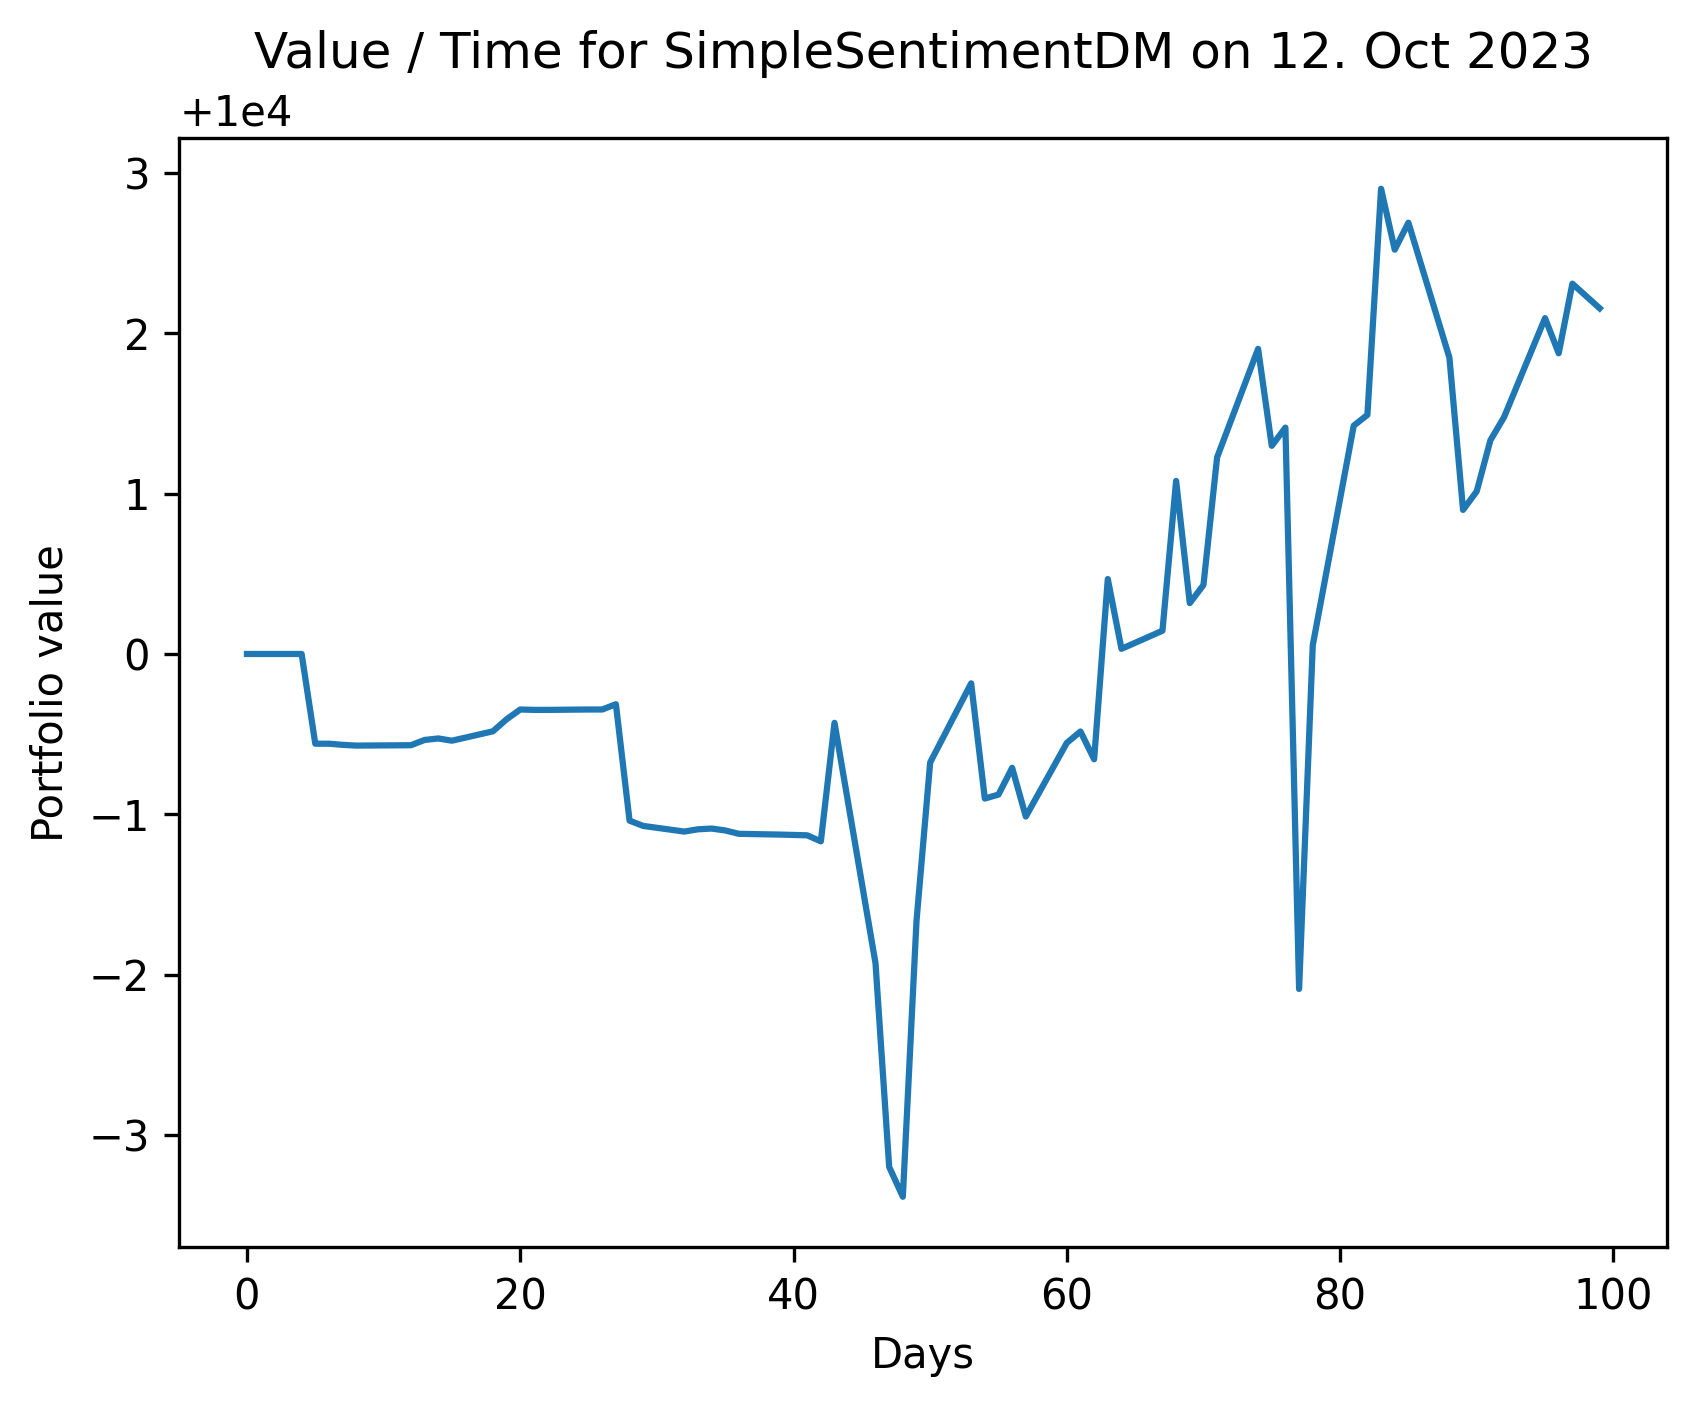 Value / Time for SimpleSentimentDM on 12. Oct 2023
+1e4
3
2
1
0
−1
−2
−3
Portfolio value
0 20 40 60 80 100
Days